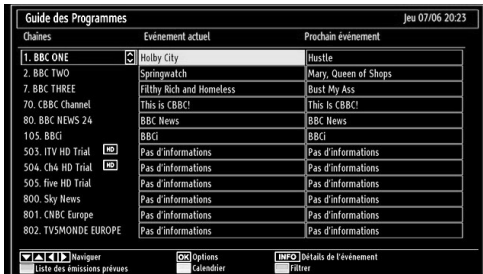 Guide des Programmes Jeu 07/06 20:23
Chaînes Evénement actuel Prochain événement
1. BBC ONE Holby City Hustle
2. BBC TWO Springwatch Mary, Queen of Shops
7. BBC THREE Filthy Rich and Homeless Bust My Ass
70. CBBC Channel This is CBBC! This Is CBBC!
80. BBC NEWS 24 BBC News BBC News
105. BBCi BBCi BBCi
503. ITV HD Trial HD Pas d'informations Pas d'informations
504. Ch4 HD Trial HD Pas d'informations Pas d'informations
505. five HD Trial Pas d'informations Pas d'informations
800. Sky News Pas d'informations Pas d'informations
801. CNBC Europe Pas d'informations Pas d'informations
802. TV5MONDE EUROPE Pas d'informations Pas d'informations
Naviguer OK Options INFO Détails de l'événement
Liste des émissions prévues Calendrier Filtrer